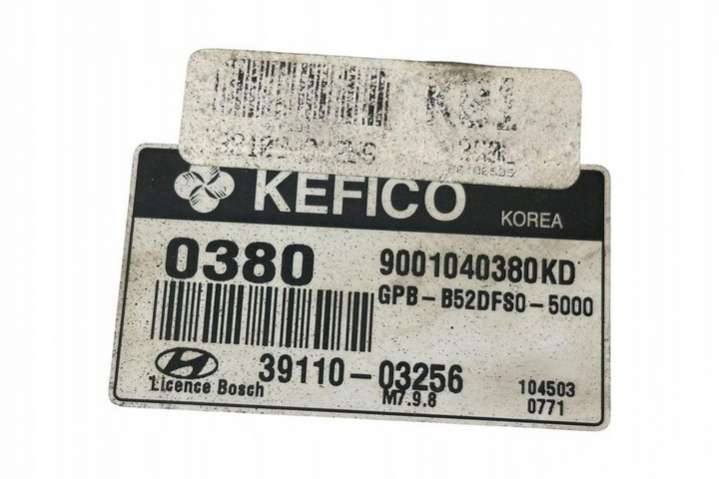 KEFICO KOREA
0380 9001040380KD
GPB-B52DFS0-5000
39110-03256
Licence Bosch M7.9.8
104503
0771